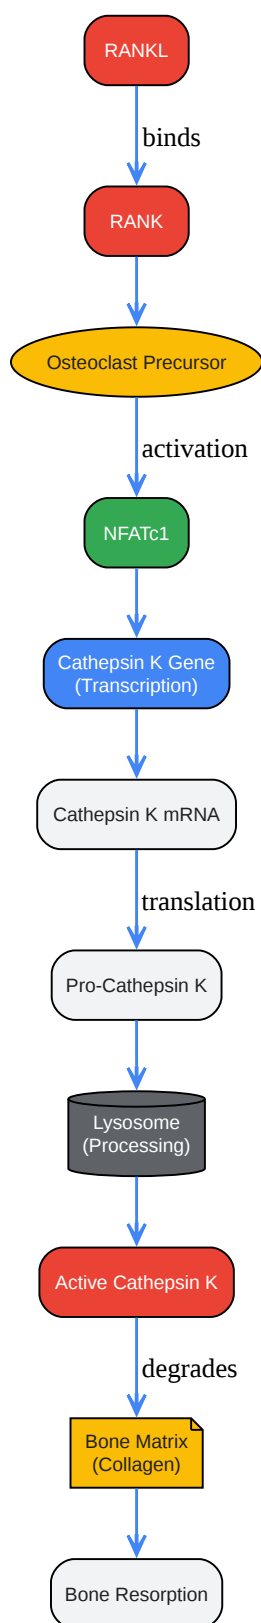 RANKL
binds
RANK
Osteoclast Precursor
activation
NFATc1
Cathepsin K Gene
(Transcription)
Cathepsin K mRNA
translation
Pro-Cathepsin K
Lysosome
(Processing)
Active Cathepsin K
degrades
Bone Matrix
(Collagen)
Bone Resorption